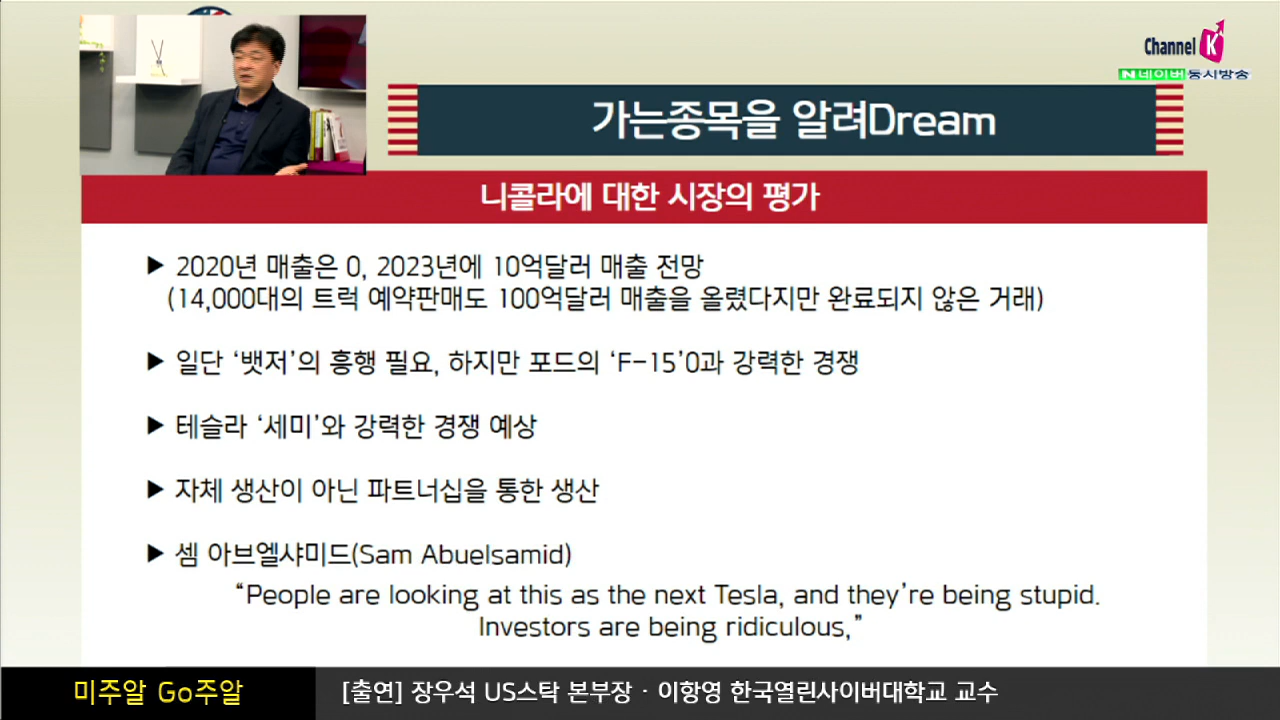 Channel K
N 네이버 동시방송
가는종목을 알려Dream
니콜라에 대한 시장의 평가
▶ 2020년 매출은 0, 2023년에 10억달러 매출 전망
(14,000대의 트럭 예약판매도 100억달러 매출을 올렸다지만 완료되지 않은 거래)
▶ 일단 ‘뱃저’의 흥행 필요, 하지만 포드의 ‘F-15’0과 강력한 경쟁
▶ 테슬라 ‘세미’와 강력한 경쟁 예상
▶ 자체 생산이 아닌 파트너십을 통한 생산
▶ 셈 아브엘샤미드(Sam Abuelsamid)
“People are looking at this as the next Tesla, and they’re being stupid.
Investors are being ridiculous,”
미주알 Go주알
[출연] 장우석 US스탁 본부장 · 이항영 한국열린사이버대학교 교수